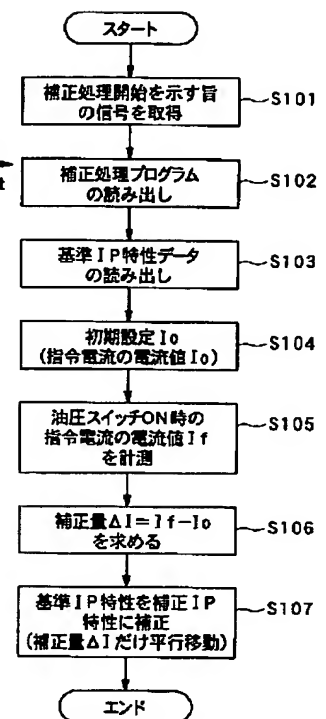 スタート
補正処理開始を示す旨
の信号を取得
S101
補正処理プログラム
の読み出し
S102
基準IP特性データ
の読み出し
S103
初期設定Io
(指令電流の電流値Io)
S104
油圧スイッチON時の
指令電流の電流値If
を計測
S105
補正量ΔI=If-Io
を求める
S106
基準IP特性を補正IP
特性に補正
(補正量ΔIだけ平行移動)
S107
エンド